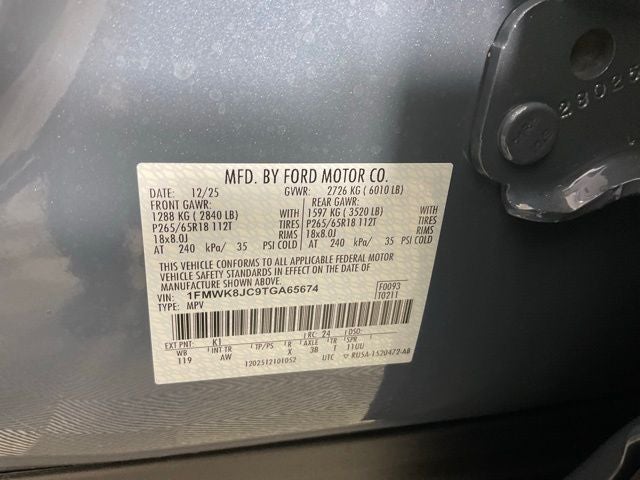 28025
MFD. BY FORD MOTOR CO.
DATE: 12/25 GVWR: 2726 KG ( 6010 LB)
FRONT GAWR: REAR GAWR:
1288 KG ( 2840 LB) WITH 1597 KG ( 3520 LB) WITH
P265/65R18 112T TIRES P265/65R18 112T TIRES
18x8.0J RIMS 18x8.0J RIMS
AT 240 kPa/ 35 PSI COLD AT 240 kPa/ 35 PSI COLD
THIS VEHICLE CONFORMS TO ALL APPLICABLE FEDERAL MOTOR
VEHICLE SAFETY STANDARDS IN EFFECT ON THE DATE OF
MANUFACTURE SHOWN ABOVE.
VIN: 1FMWK8JC9TGA65674 F0093
TYPE: MPV T0211
EXT PNT: K1 RC: 24 DSO:
WB INT TR TP/PS R AXLE TR SPR
119 AW X 3B T 11UU
1202512101052 UTC ▽ RU5A-1520472-AB